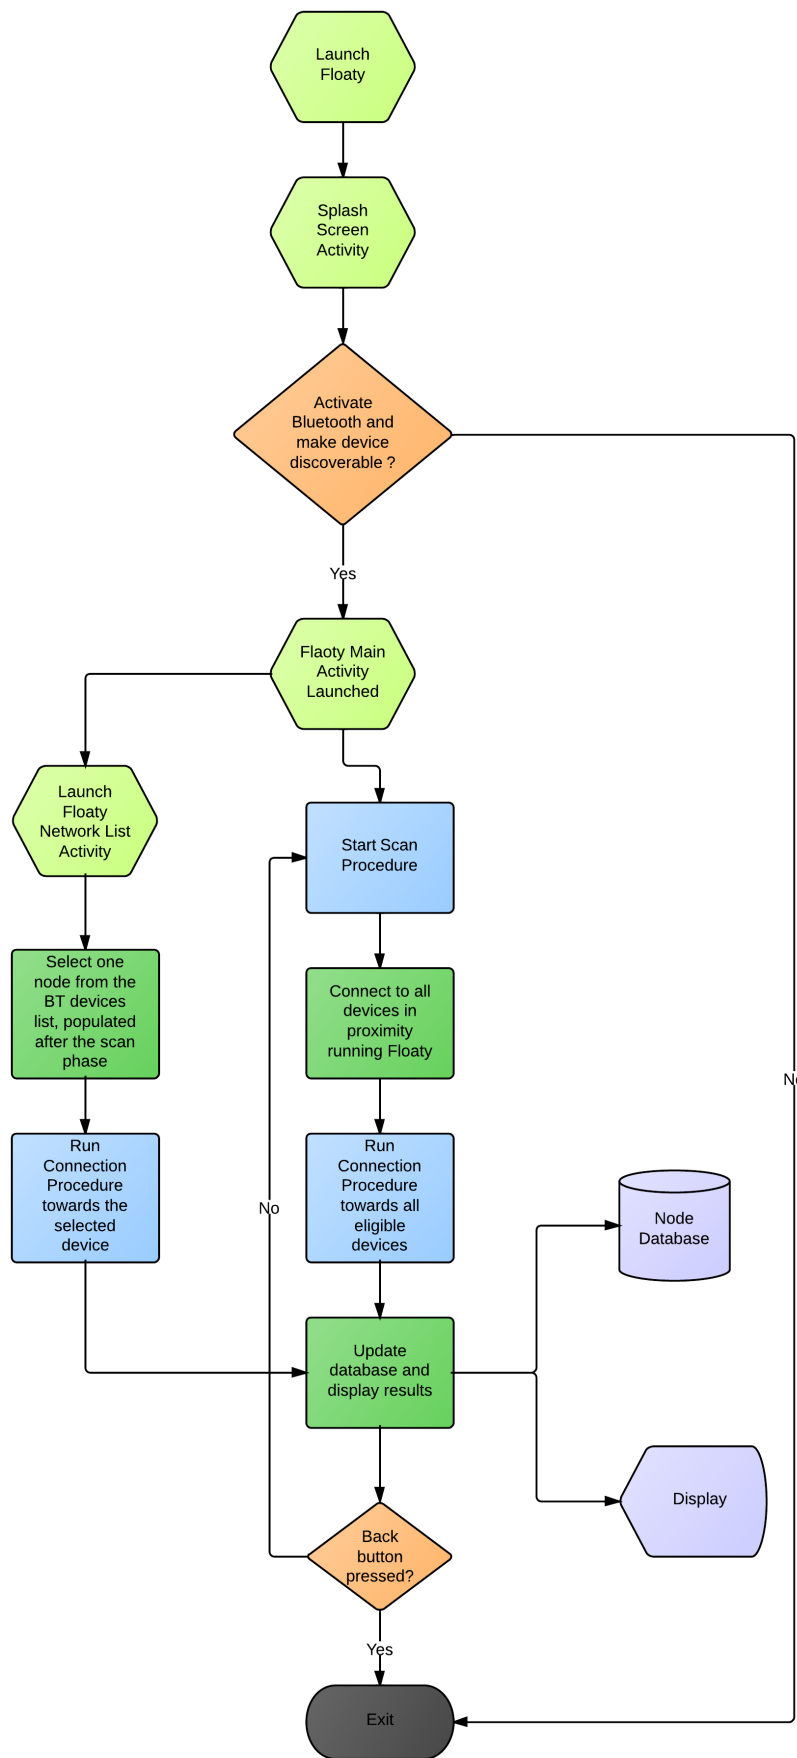 Launch
Floaty
Splash
Screen
Activity
Activate
Bluetooth and
make device
discoverable ?
Yes
Flaoty Main
Activity
Launched
Launch
Floaty
Network List
Activity
Start Scan
Procedure
Select one
node from the
BT devices
list, populated
after the scan
phase
Connect to all
devices in
proximity
running Floaty
No
Run
Connection
Procedure
towards the
selected
device
Run
Connection
Procedure
towards all
eligible
devices
No
Node
Database
Update
database and
display results
Display
Back
button
pressed?
Yes
Exit